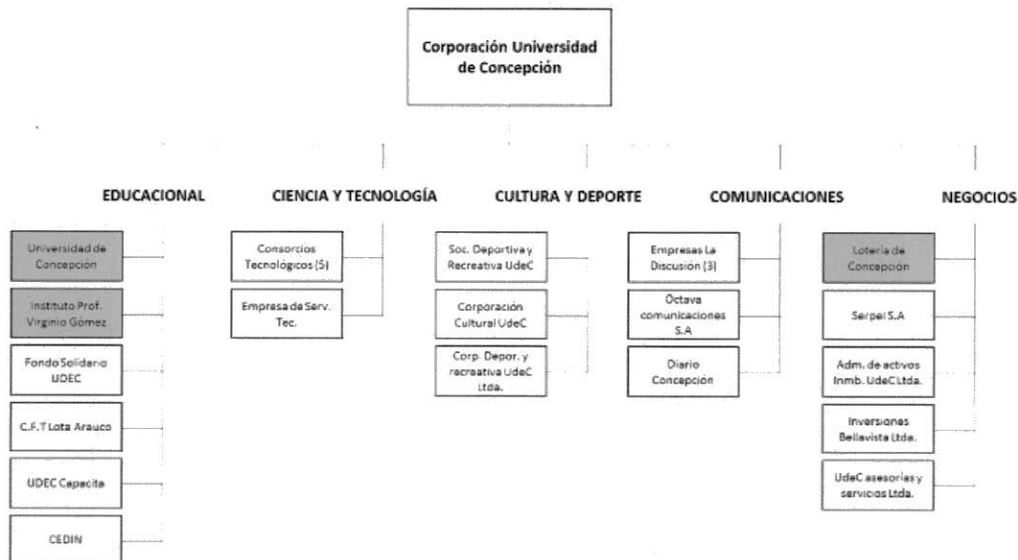 Corporación Universidad
de Concepción
EDUCACIONAL
CIENCIA Y TECNOLOGÍA
CULTURA Y DEPORTE
COMUNICACIONES
NEGOCIOS
Universidad de
Concepción
Instituto Prof.
Virginio Gómez
Fondo Solidario
UDEC
C.F.T Lota Arauco
UDEC Capacita
CEDIN
Consorcios
Tecnológicos (5)
Empresa de Serv.
Tec.
Soc. Deportiva y
Recreativa UdeC
Corporación
Cultural UdeC
Corp. Depor. y
recreativa UdeC
Ltda.
Empresas La
Discusión (3)
Octava
comunicaciones
S.A
Diario
Concepción
Lotería de
Concepción
Serpel S.A
Adm. de activos
Inmb. UdeC Ltda.
Inversiones
Bellavista Ltda.
UdeC asesorías y
servicios Ltda.